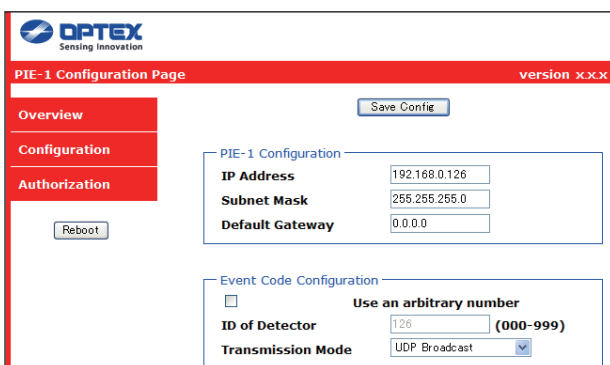 OPTEX
Sensing Innovation
PIE-1 Configuration Page version x.x.x
Overview
Configuration
Authorization
Reboot
Save Config
PIE-1 Configuration
IP Address 192.168.0.126
Subnet Mask 255.255.255.0
Default Gateway 0.0.0.0
Event Code Configuration
Use an arbitrary number
ID of Detector 126 (000-999)
Transmission Mode UDP Broadcast